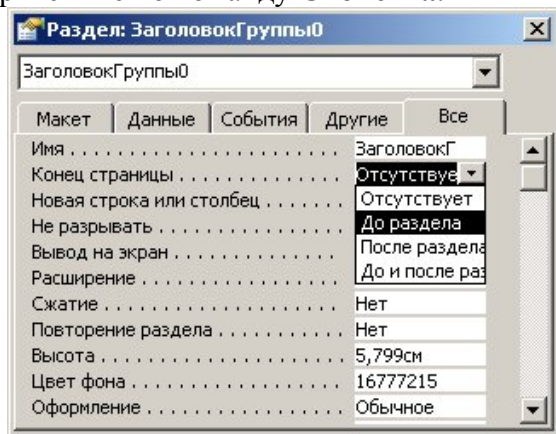 Раздел: ЗаголовокГруппы0
ЗаголовокГруппы0
Макет Данные События Другие Все
Имя ЗаголовокГ
Конец страницы Отсутствуе
Новая строка или столбец Отсутствует
Не разрывать До раздела
Вывод на экран После раздела
Расширение До и после раз
Сжатие Нет
Повторение раздела Нет
Высота 5,799см
Цвет фона 16777215
Оформление Обычное